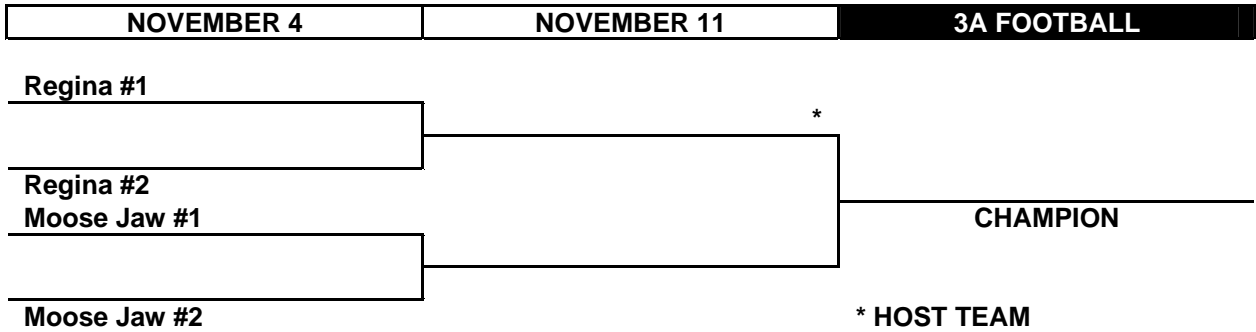 NOVEMBER 4 NOVEMBER 11 3A FOOTBALL
Regina #1
*
Regina #2
Moose Jaw #1 CHAMPION
Moose Jaw #2 * HOST TEAM